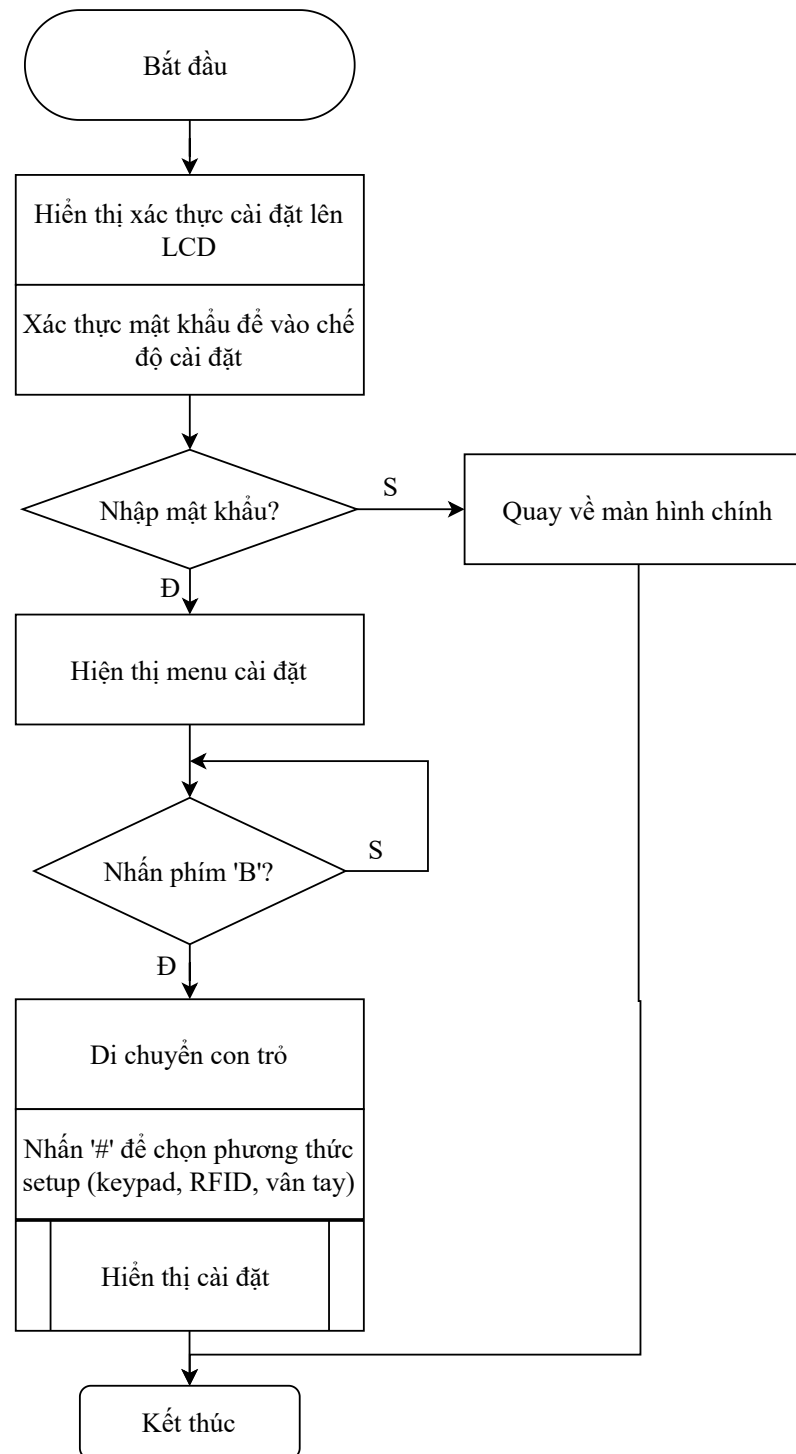 Bắt đầu
Hiển thị xác thực cài đặt lên
LCD
Xác thực mật khẩu để vào chế
độ cài đặt
Nhập mật khẩu?
S
Quay về màn hình chính
Đ
Hiện thị menu cài đặt
Nhấn phím 'B'?
S
Đ
Di chuyển con trỏ
Nhấn '#' để chọn phương thức
setup (keypad, RFID, vân tay)
Hiển thị cài đặt
Kết thúc